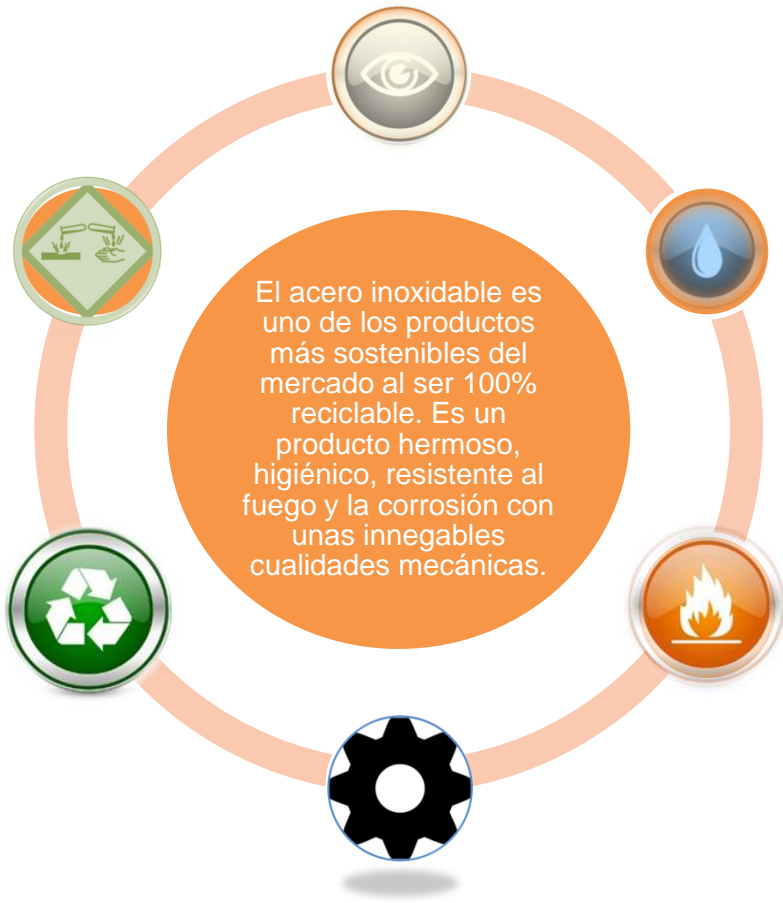 El acero inoxidable es
uno de los productos
más sostenibles del
mercado al ser 100%
reciclable. Es un
producto hermoso,
higiénico, resistente al
fuego y la corrosión con
unas innegables
cualidades mecánicas.